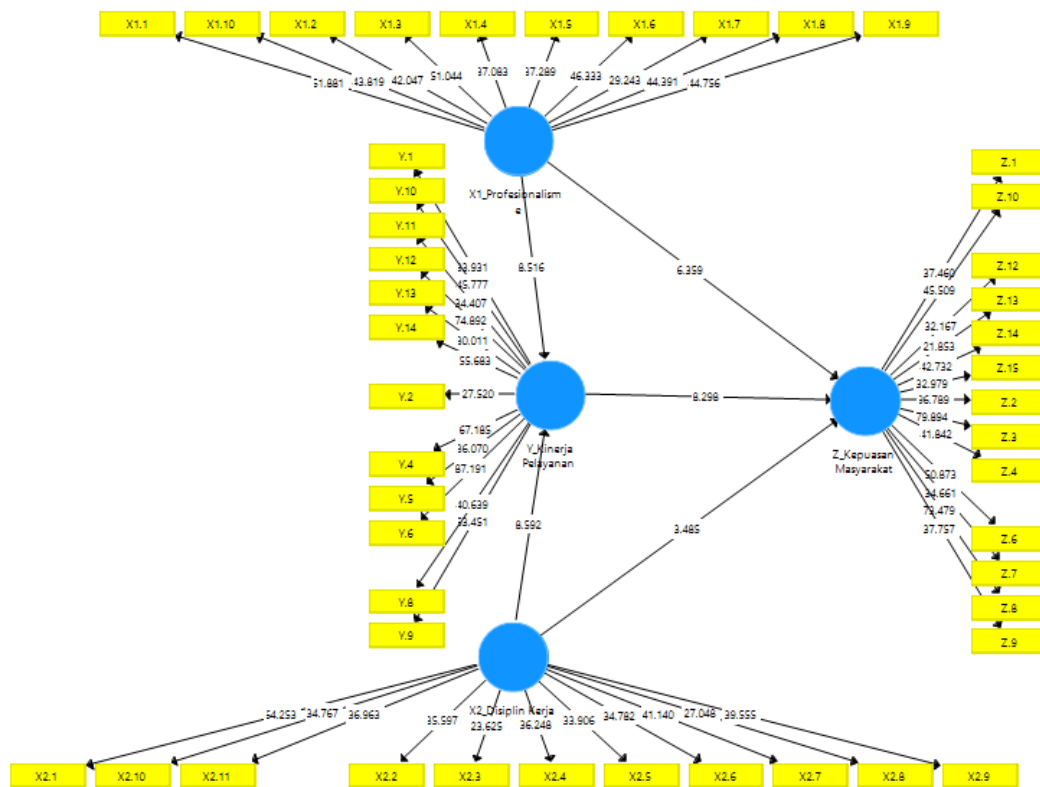 X1.1
X1.10
X1.2
X1.3
X1.4
X1.5
X1.6
X1.7
X1.8
X1.9
43.819
42.047
51.044
37.083
37.289
46.333
29.243
44.391
44.756
X1_Profesionalism
e
Y.1
Y.10
Y.11
Y.12
Y.13
Y.14
Y.2
Y.4
Y.5
Y.6
Y.8
Y.9
45.777
34.407
74.892
30.011
55.683
27.520
67.185
36.070
40.639
8.516
6.359
8.298
8.592
3.485
Y_Kinerja
Pelayanan
Z_Kepuasan
Masyarakat
37.460
45.509
32.167
21.853
42.732
32.979
36.789
79.894
41.842
50.873
34.661
73.479
37.757
Z.1
Z.10
Z.12
Z.13
Z.14
Z.15
Z.2
Z.3
Z.4
Z.6
Z.7
Z.8
Z.9
X2_Disiplin Kerja
34.767
36.963
35.597
23.625
36.248
33.906
34.782
41.140
27.048
39.555
X2.1
X2.10
X2.11
X2.2
X2.3
X2.4
X2.5
X2.6
X2.7
X2.8
X2.9